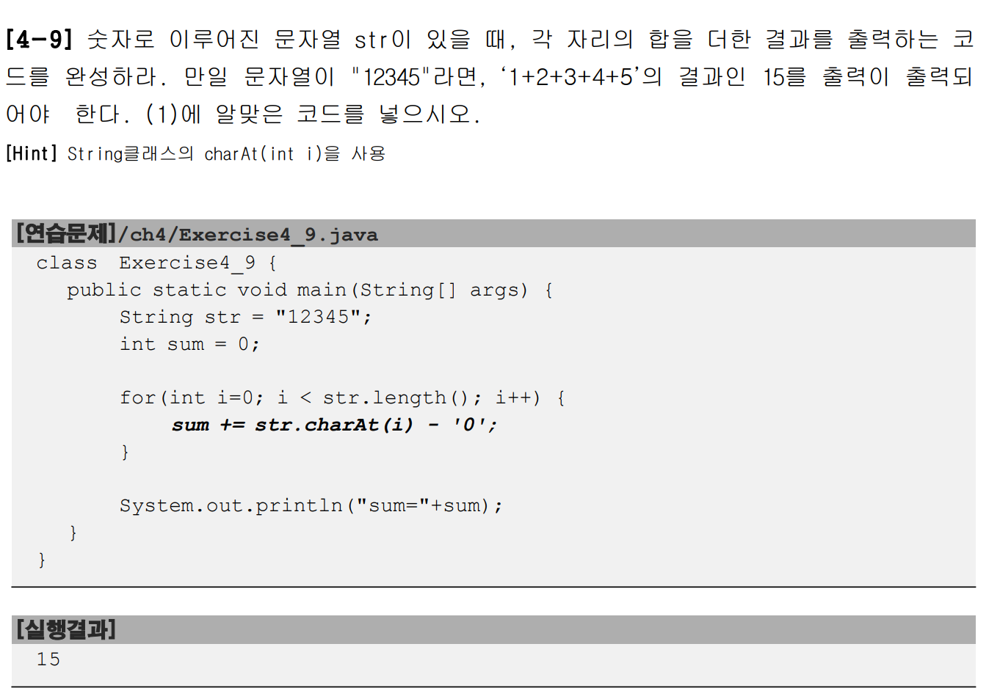 [4-9] 숫자로 이루어진 문자열 str이 있을 때, 각 자리의 합을 더한 결과를 출력하는 코
드를 완성하라. 만일 문자열이 "12345"라면, ‘1+2+3+4+5’의 결과인 15를 출력이 출력되
어야 한다. (1)에 알맞은 코드를 넣으시오.
[Hint] String클래스의 charAt(int i)을 사용
[연습문제]/ch4/Exercise4_9.java
class Exercise4_9 {
public static void main(String[] args) {
String str = "12345";
int sum = 0;
for(int i=0; i < str.length(); i++) {
sum += str.charAt(i) - '0';
}
System.out.println("sum="+sum);
}
}
[실행결과]
15